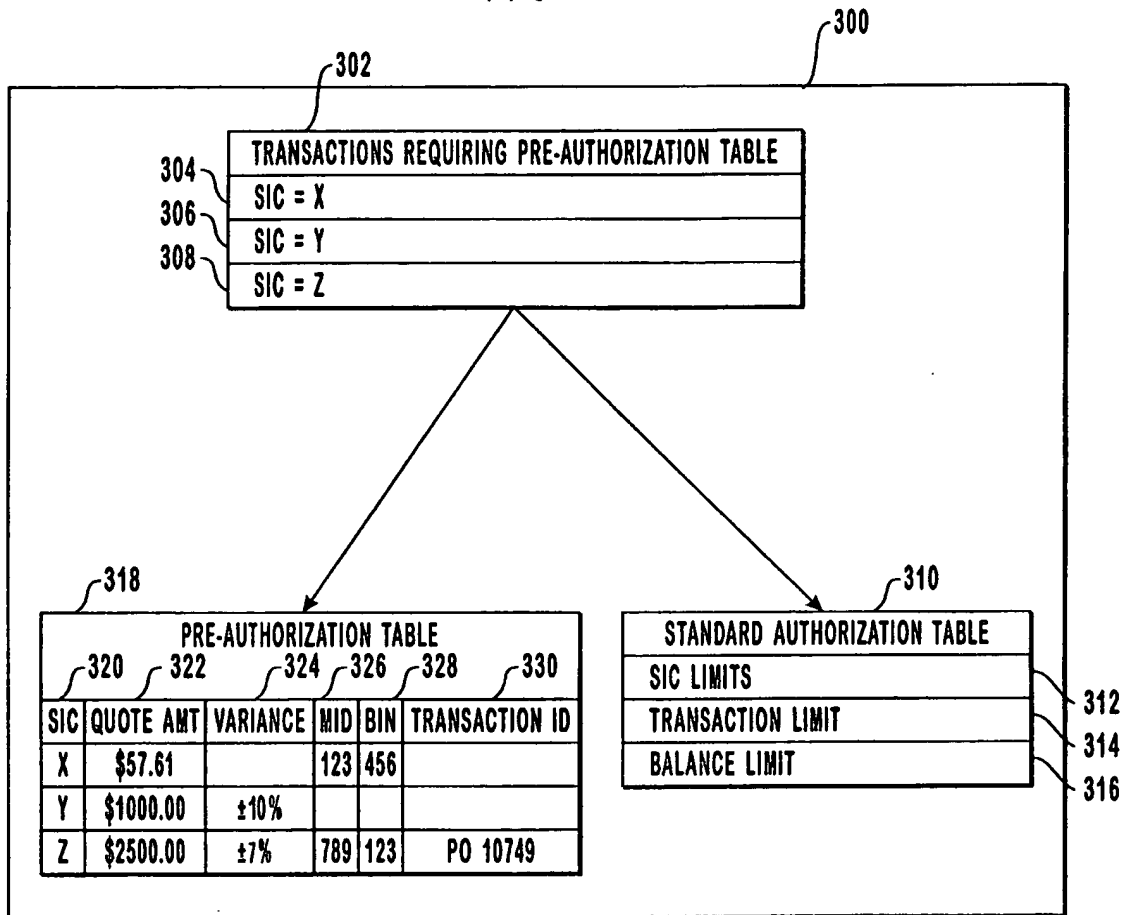 300
302
TRANSACTIONS REQUIRING PRE-AUTHORIZATION TABLE
304
SIC = X
306
SIC = Y
308
SIC = Z
318
PRE-AUTHORIZATION TABLE
320 322 324 326 328 330
SIC QUOTE AMT VARIANCE MID BIN TRANSACTION ID
X $57.61 123 456
Y $1000.00 ±10%
Z $2500.00 ±7% 789 123 PO 10749
310
STANDARD AUTHORIZATION TABLE
SIC LIMITS
312
TRANSACTION LIMIT
314
BALANCE LIMIT
316